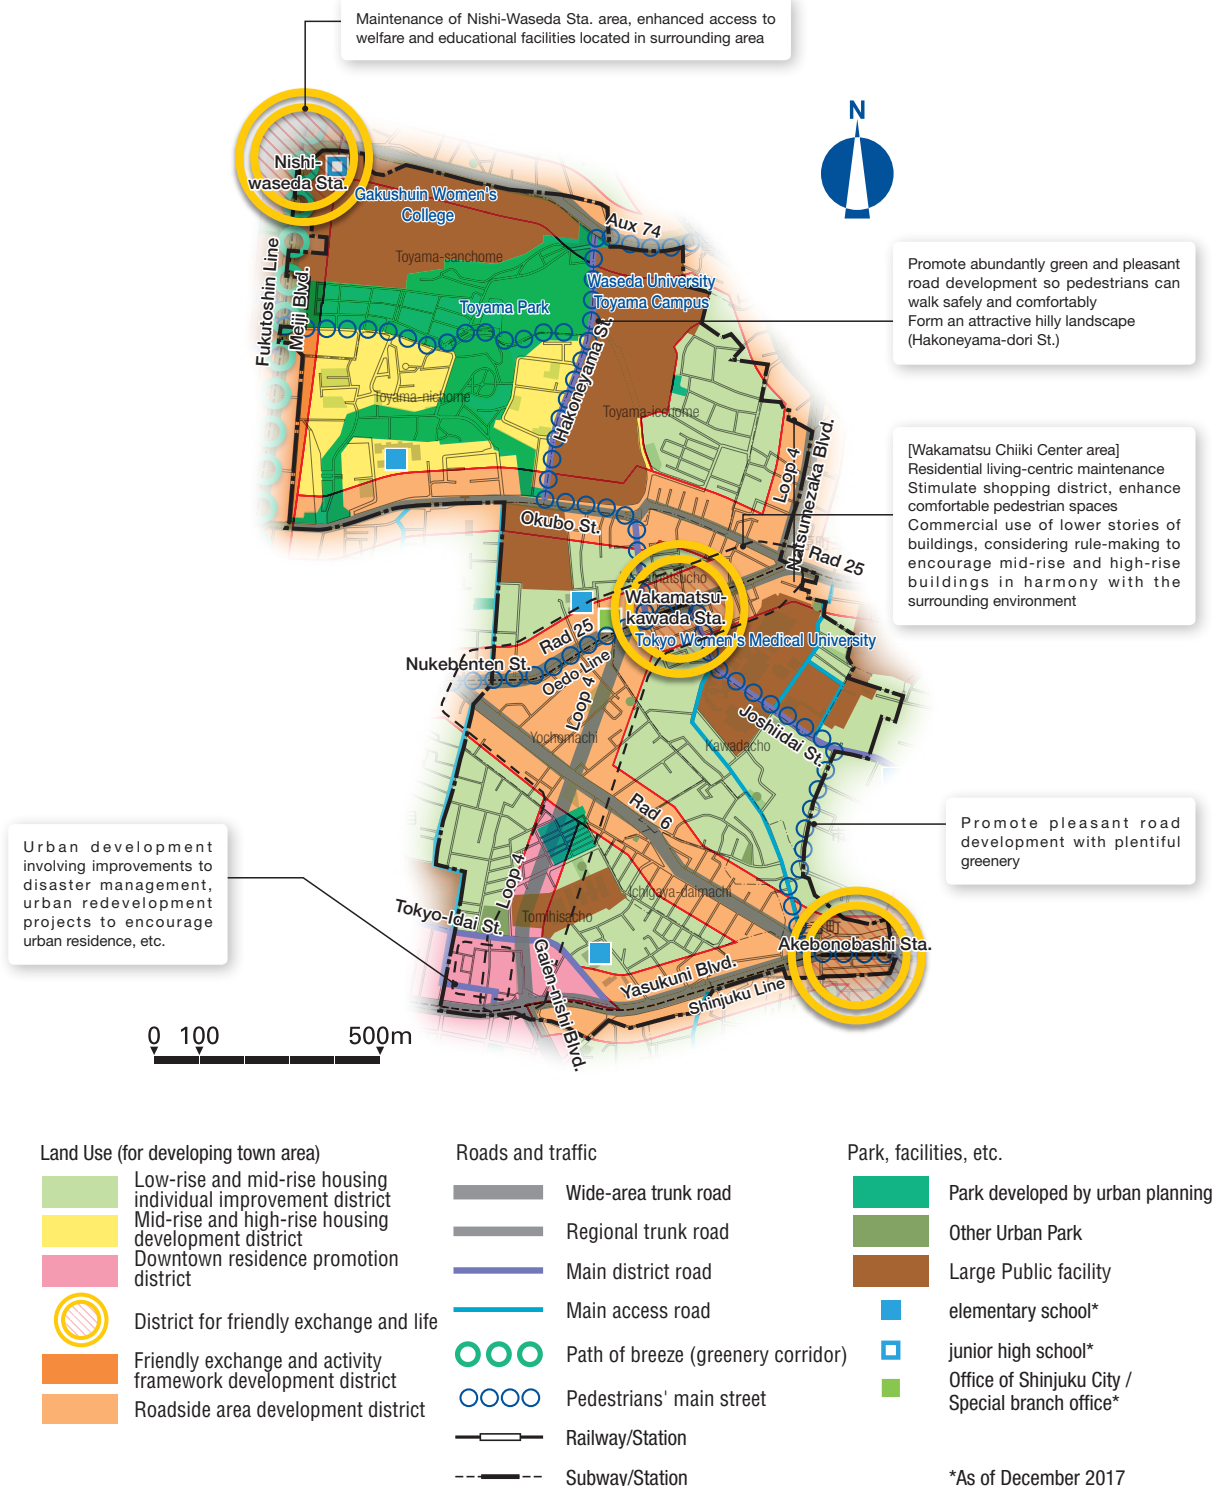 Maintenance of Nishi-Waseda Sta. area, enhanced access to
welfare and educational facilities located in surrounding area
N
Nishi-
waseda Sta.
Gakushuin Women's
College
Aux 74
Toyama-sanchome
Fukutoshin Line
Meiji Blvd.
Waseda University
Toyama Campus
Toyama Park
Hakoneyama St.
Promote abundantly green and pleasant
road development so pedestrians can
walk safely and comfortably
Form an attractive hilly landscape
(Hakoneyama-dori St.)
Toyama-nichome
Toyama-icchome
Loop 4
Natsumezaka Blvd.
[Wakamatsu Chiiki Center area]
Residential living-centric maintenance
Stimulate shopping district, enhance
comfortable pedestrian spaces
Commercial use of lower stories of
buildings, considering rule-making to
encourage mid-rise and high-rise
buildings in harmony with the
surrounding environment
Okubo St.
Rad 25
Wakamatsu-
kawada Sta.
Rad 25
Tokyo Women's Medical University
Nukebenten St.
Oedo Line
Loop 4
Joshiidai St.
Yochomachi
Kawadacho
Rad 6
Promote pleasant road
development with plentiful
greenery
Urban development
involving improvements to
disaster management,
urban redevelopment
projects to encourage
urban residence, etc.
Loop 4
Ichigaya-daimachi
Tokyo-Idai St.
Tomihisacho
Akebonobashi Sta.
Gaien-nishi Blvd.
Yasukuni Blvd.
Shinjuku Line
0 100 500m
Land Use (for developing town area)
Low-rise and mid-rise housing
individual improvement district
Mid-rise and high-rise housing
development district
Downtown residence promotion
district
District for friendly exchange and life
Friendly exchange and activity
framework development district
Roadside area development district
Roads and traffic
Wide-area trunk road
Regional trunk road
Main district road
Main access road
Path of breeze (greenery corridor)
Pedestrians' main street
Railway/Station
Subway/Station
Park, facilities, etc.
Park developed by urban planning
Other Urban Park
Large Public facility
elementary school*
junior high school*
Office of Shinjuku City /
Special branch office*
*As of December 2017